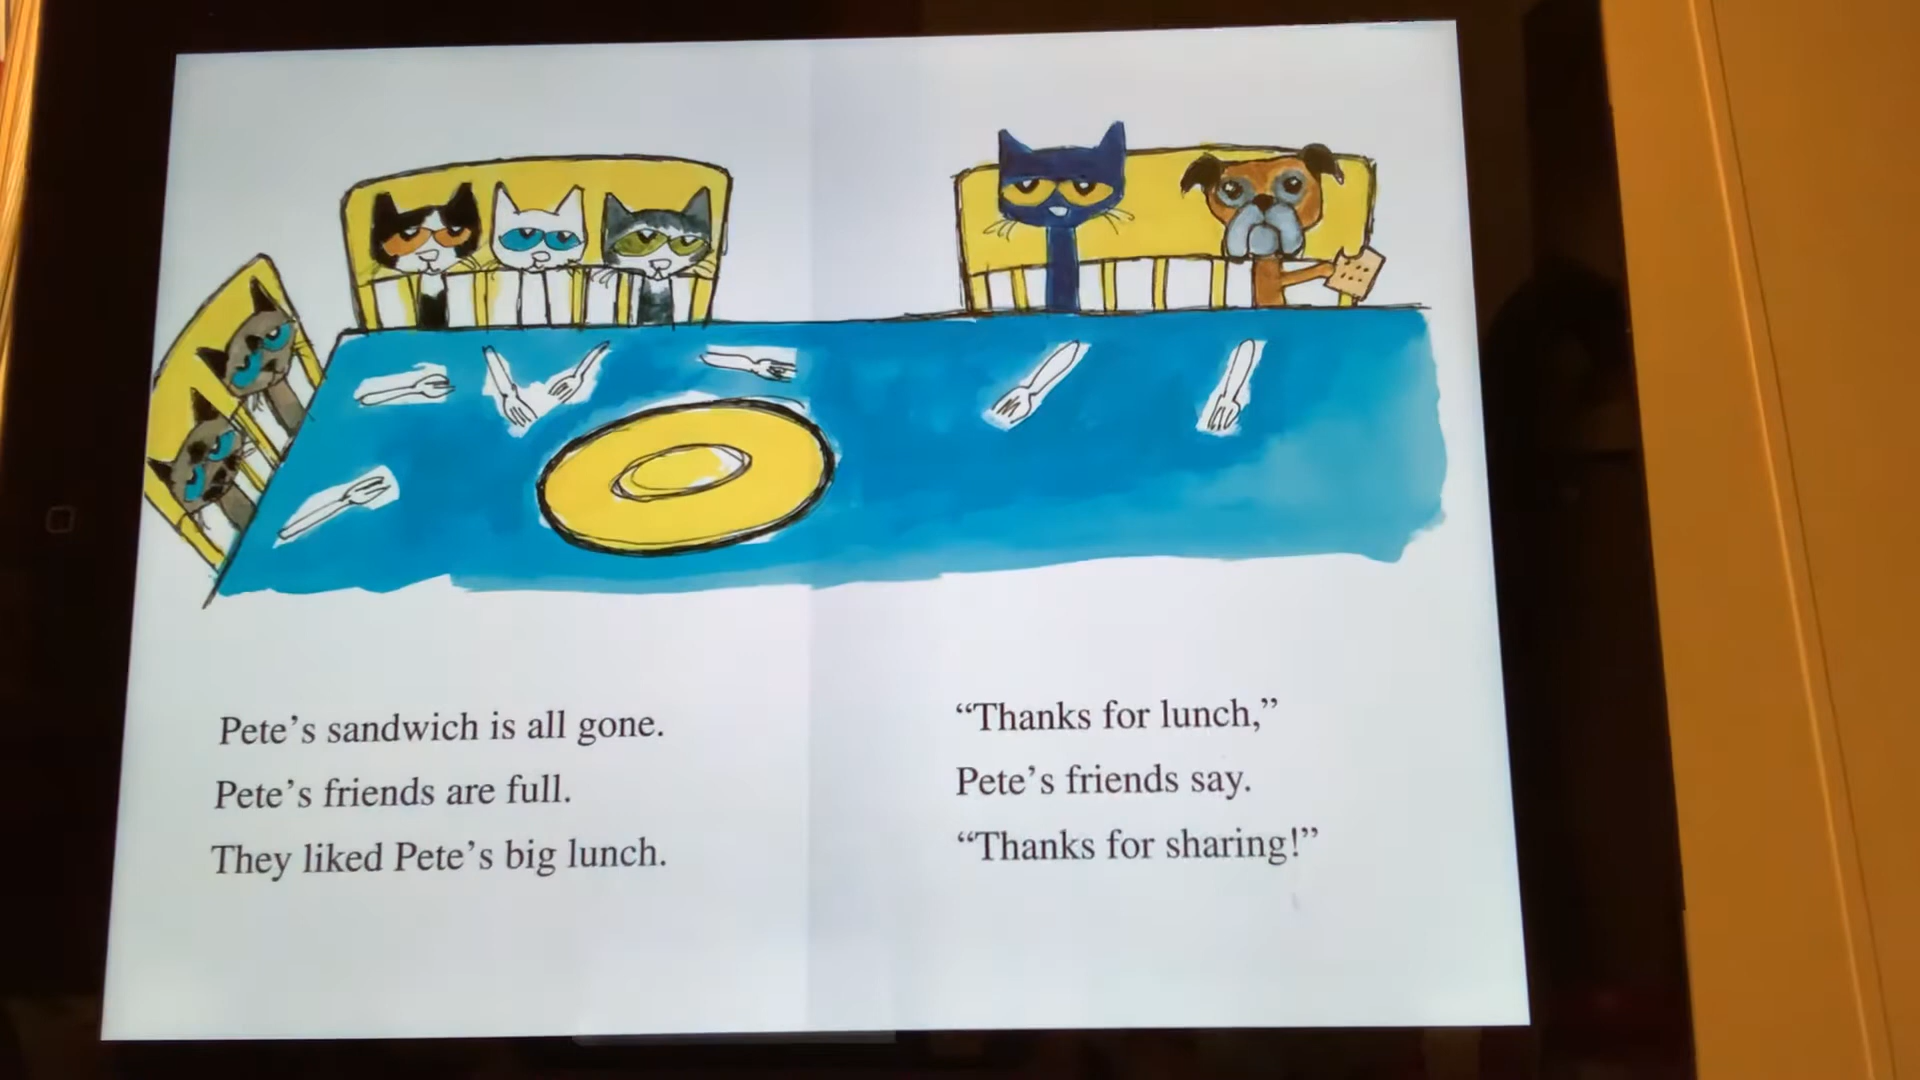 Pete’s sandwich is all gone.
Pete’s friends are full.
They liked Pete’s big lunch.
“Thanks for lunch,”
Pete’s friends say.
“Thanks for sharing!”